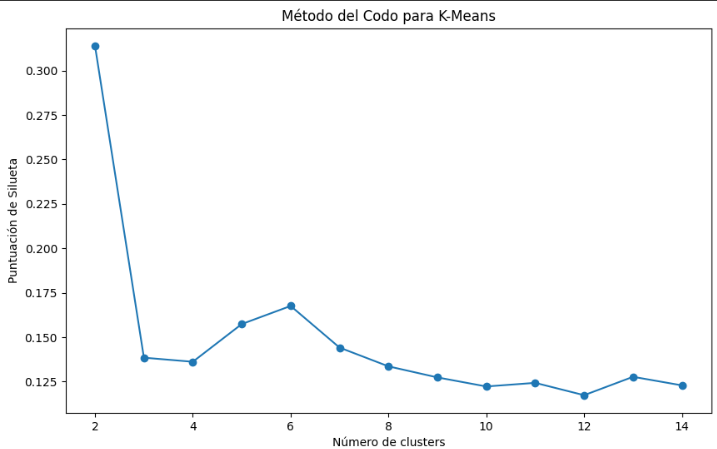 Método del Codo para K-Means
Puntuación de Silueta
0.300
0.275
0.250
0.225
0.200
0.175
0.150
0.125
2 4 6 8 10 12 14
Número de clusters